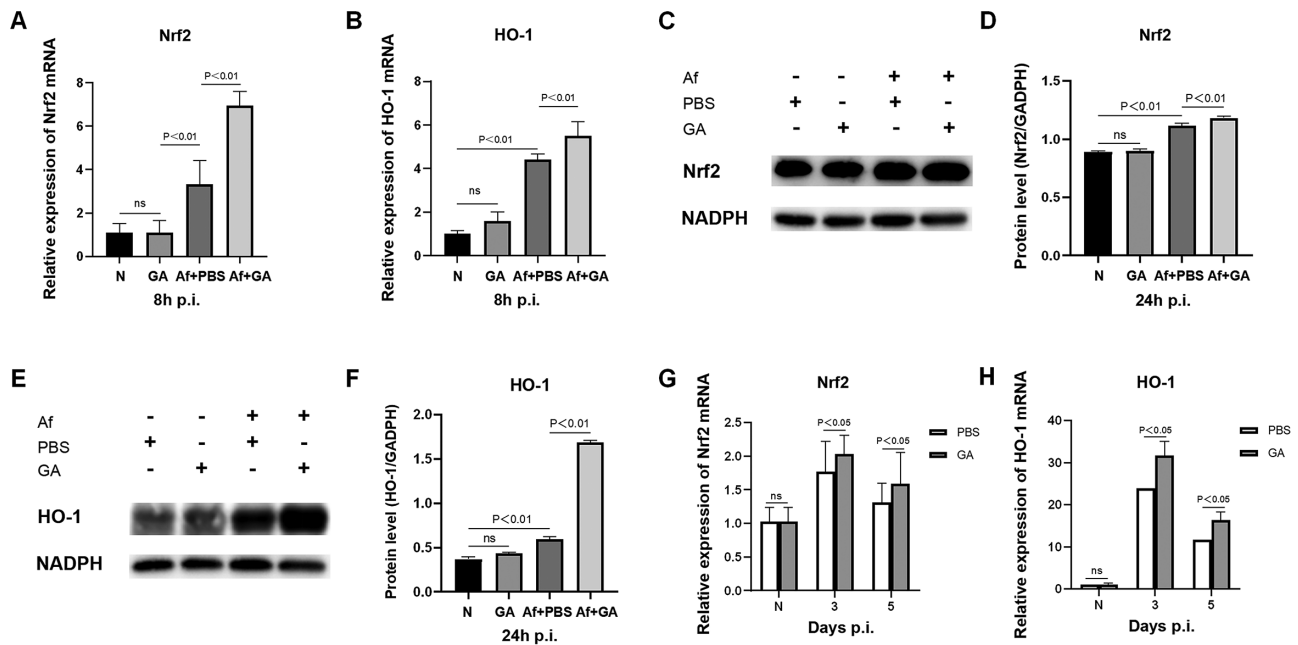 A
Nrf2
Relative expression of Nrf2 mRNA
8
6
4
2
0
ns
P<0.01
P<0.01
N GA Af+PBS Af+GA
8h p.i.
B
HO-1
Relative expression of HO-1 mRNA
8
6
4
2
0
ns
P<0.01
P<0.01
N GA Af+PBS Af+GA
8h p.i.
C
Af - - + +
PBS + - + -
GA - + - +
Nrf2
NADPH
D
Nrf2
Protein level (Nrf2/GADPH)
1.5
1.0
0.5
0.0
ns
P<0.01
P<0.01
N GA Af+PBS Af+GA
24h p.i.
E
Af - - + +
PBS + - + -
GA - + - +
HO-1
NADPH
F
HO-1
Protein level (HO-1/GADPH)
2.0
1.5
1.0
0.5
0.0
ns
P<0.01
P<0.01
N GA Af+PBS Af+GA
24h p.i.
G
Nrf2
Relative expression of Nrf2 mRNA
2.5
2.0
1.5
1.0
0.5
0.0
ns
P<0.05
P<0.05
PBS
GA
N 3 5
Days p.i.
H
HO-1
Relative expression of HO-1 mRNA
40
30
20
10
0
ns
P<0.05
P<0.05
PBS
GA
N 3 5
Days p.i.